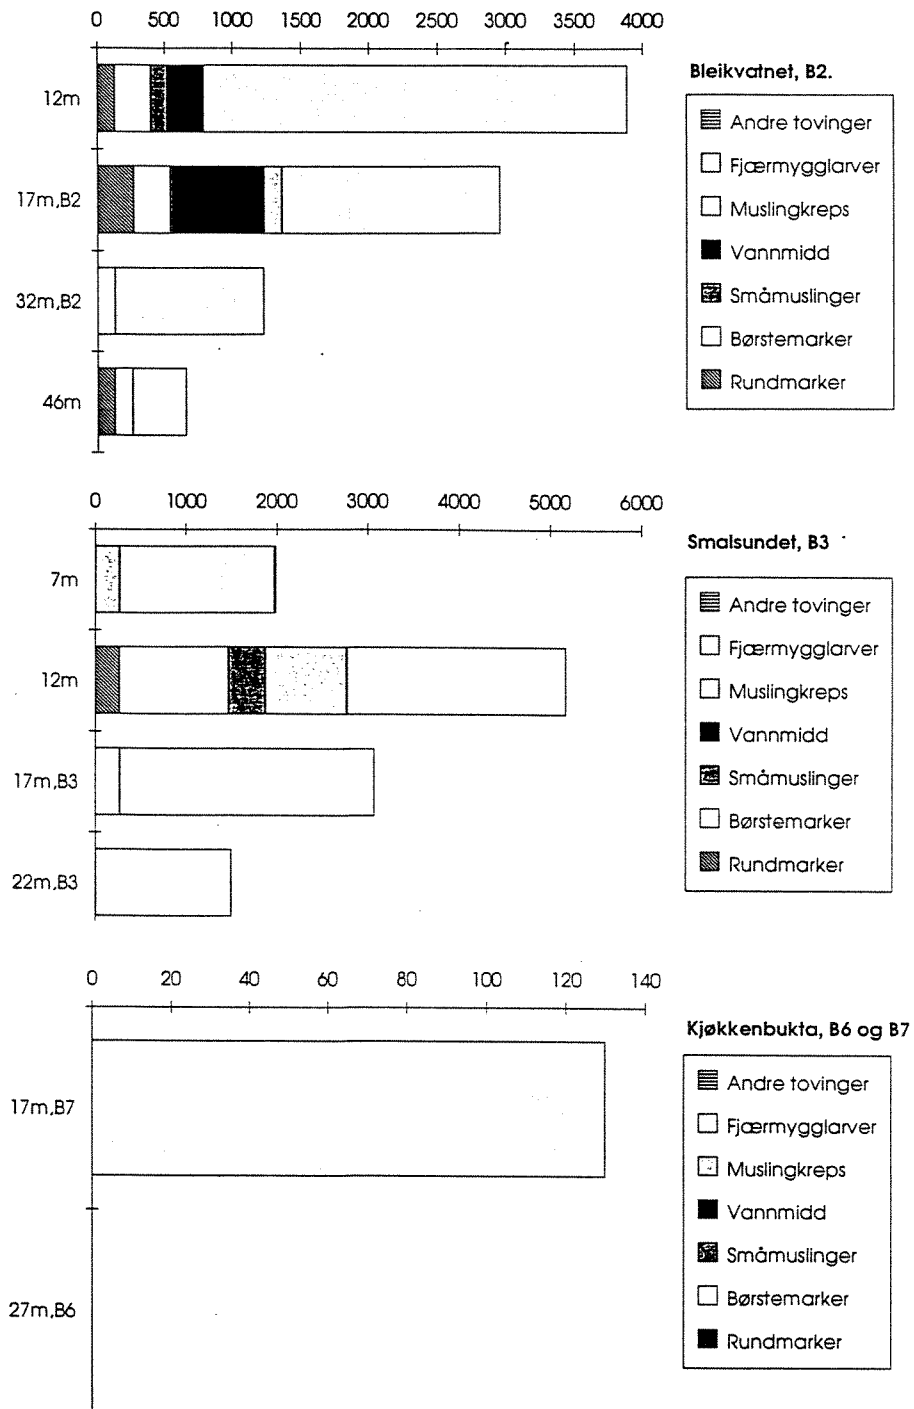 0 500 1000 1500 2000 2500 3000 3500 4000
Bleikvatnet, B2.
12m
17m,B2
32m,B2
46m
Andre tovinger
Fjærmygglarver
Muslingkreps
Vannmidd
Småmuslinger
Børstemarker
Rundmarker
0 1000 2000 3000 4000 5000 6000
Smalsundet, B3
7m
12m
17m,B3
22m,B3
Andre tovinger
Fjærmygglarver
Muslingkreps
Vannmidd
Småmuslinger
Børstemarker
Rundmarker
0 20 40 60 80 100 120 140
Kjøkkenbukta, B6 og B7
17m,B7
27m,B6
Andre tovinger
Fjærmygglarver
Muslingkreps
Vannmidd
Småmuslinger
Børstemarker
Rundmarker